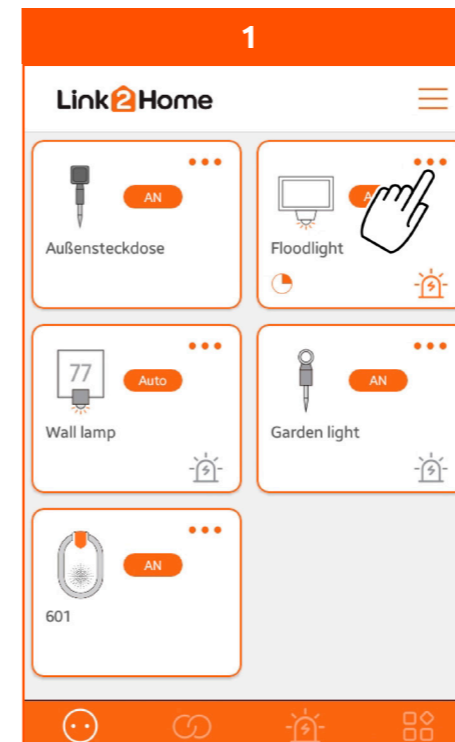 1
Link2Home
AN
Außensteckdose
Floodlight
77
Auto
Wall lamp
AN
Garden light
AN
601